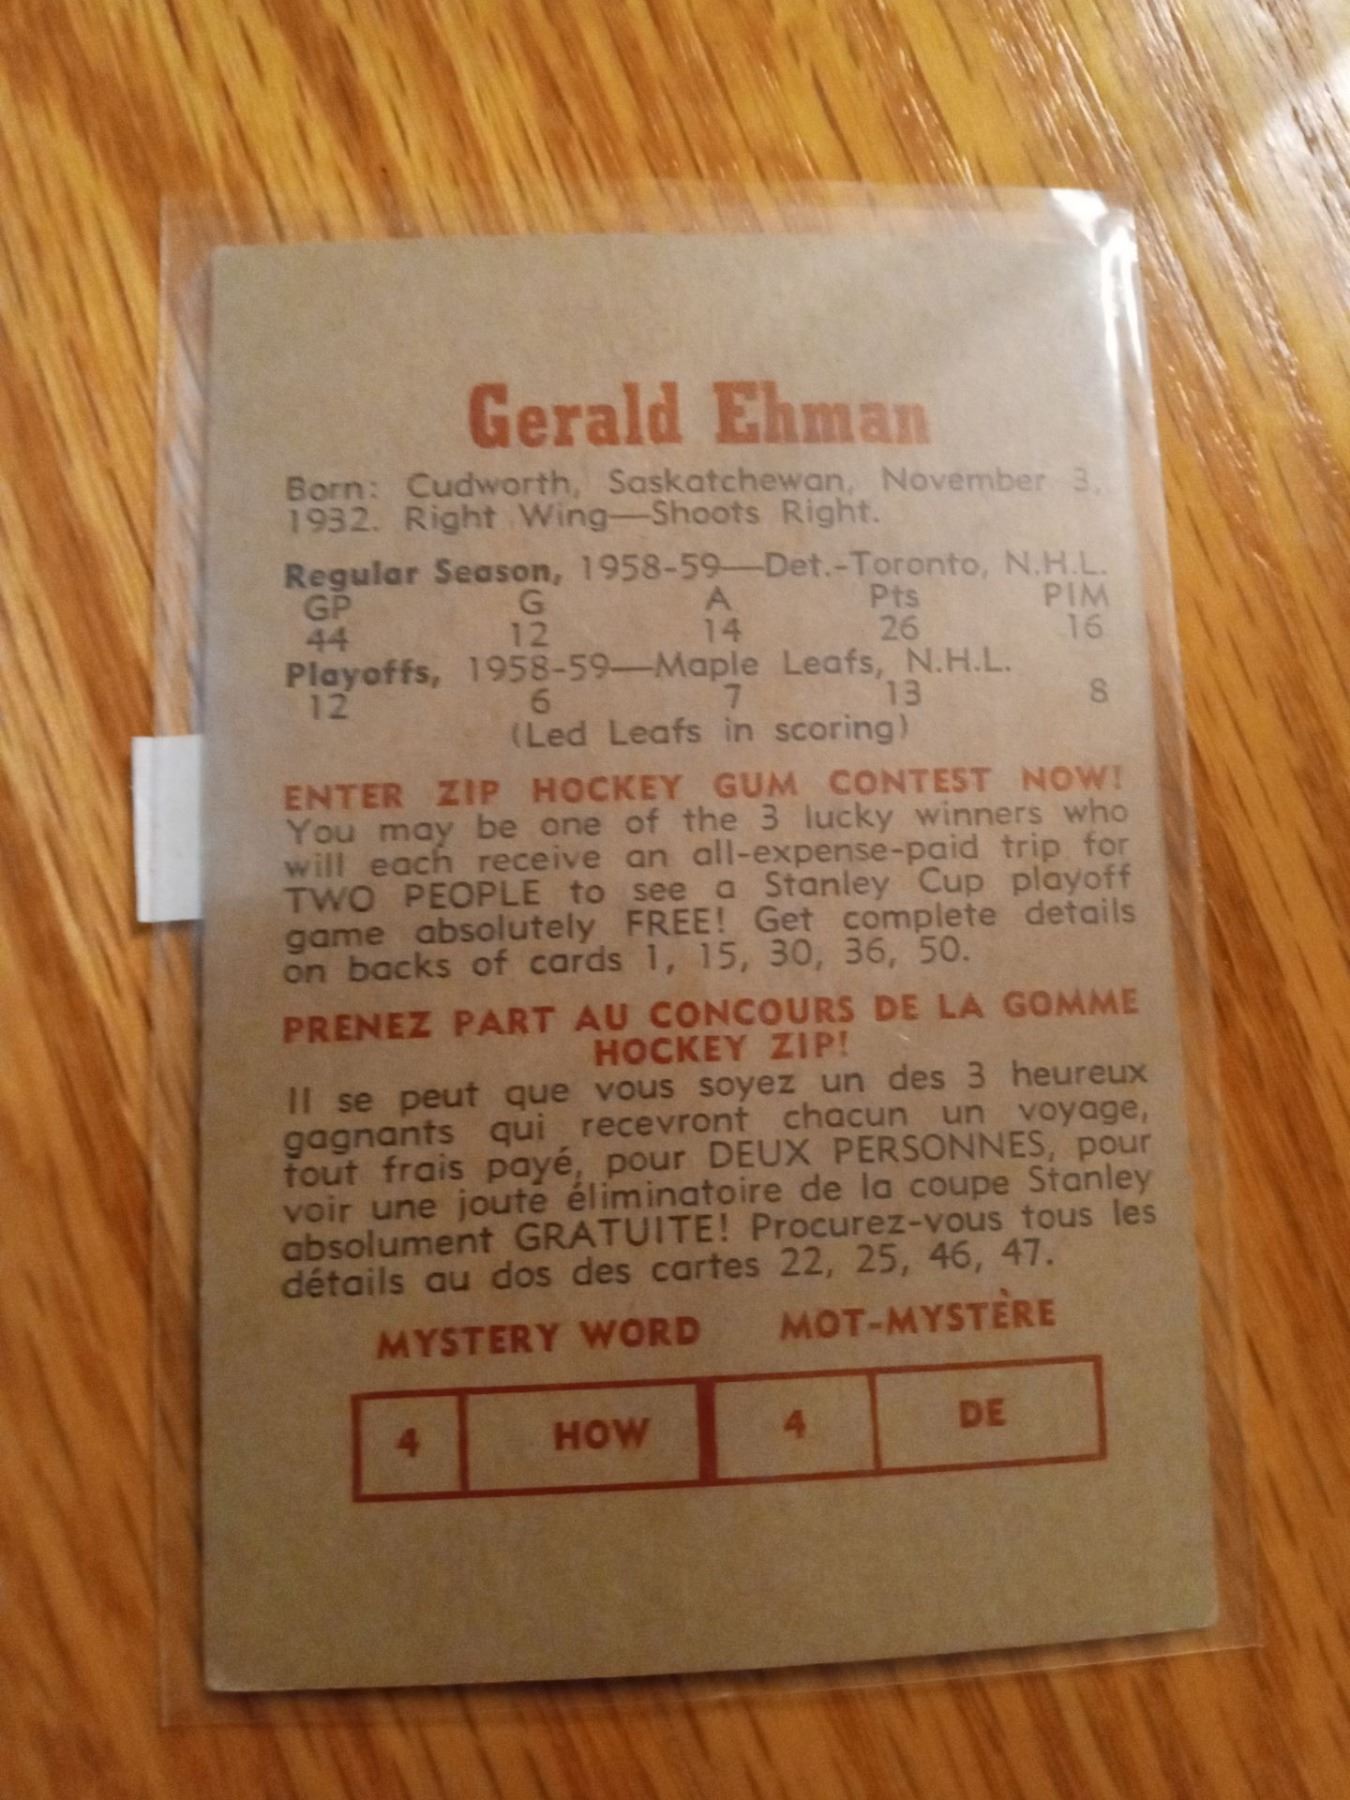 Gerald Ehman
Born: Cudworth, Saskatchewan, November 3,
1932. Right Wing—Shoots Right.
Regular Season, 1958-59—Det.-Toronto, N.H.L.
GP G A Pts PIM
44 12 14 26 16
Playoffs, 1958-59—Maple Leafs, N.H.L.
12 6 7 13 8
(Led Leafs in scoring)
ENTER ZIP HOCKEY GUM CONTEST NOW!
You may be one of the 3 lucky winners who
will each receive an all-expense-paid trip for
TWO PEOPLE to see a Stanley Cup playoff
game absolutely FREE! Get complete details
on backs of cards 1, 15, 30, 36, 50.
PRENEZ PART AU CONCOURS DE LA GOMME
HOCKEY ZIP!
Il se peut que vous soyez un des 3 heureux
gagnants qui recevront chacun un voyage,
tout frais payé, pour DEUX PERSONNES, pour
voir une joute éliminatoire de la coupe Stanley
absolument GRATUITE! Procurez-vous tous les
détails au dos des cartes 22, 25, 46, 47.
MYSTERY WORD MOT-MYSTÈRE
4 HOW 4 DE